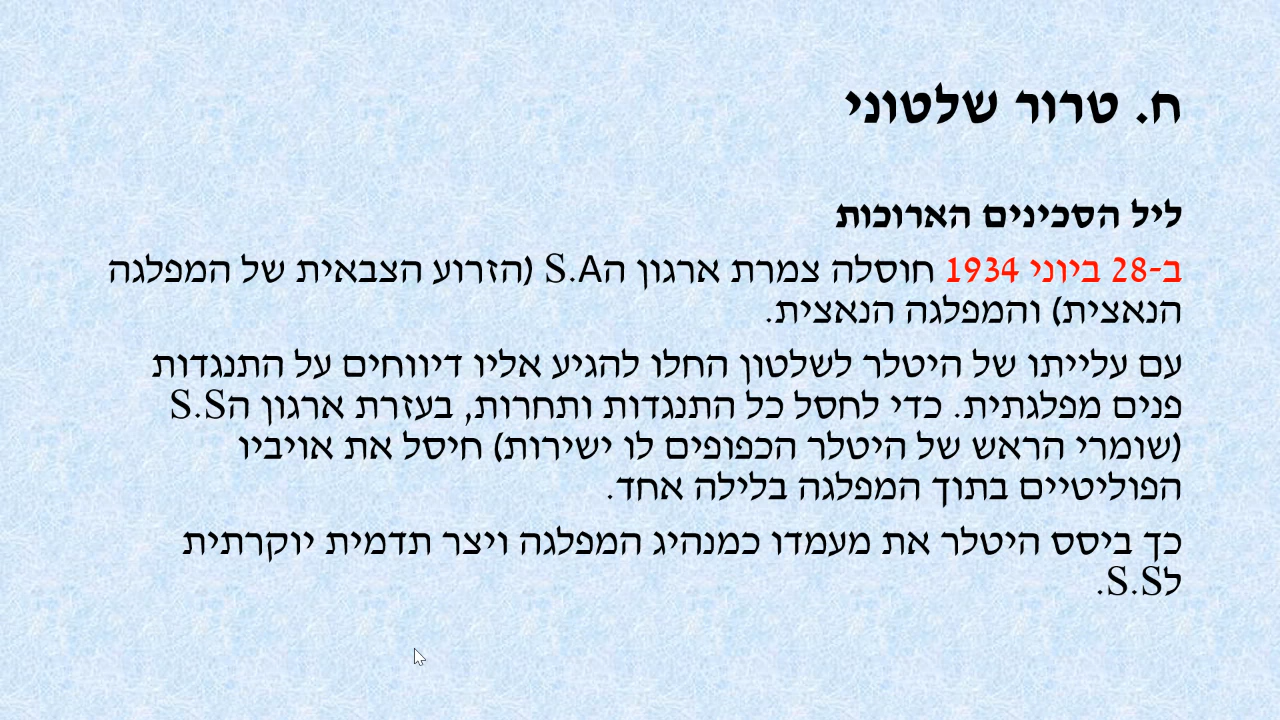 ח. טרור שלטוני
ליל הסכינים הארוכות
ב-28 ביוני 1934 חוסלה צמרת ארגון הS.A (הזרוע הצבאית של המפלגה
הנאצית) והמפלגה הנאצית.
עם עלייתו של היטלר לשלטון החלו להגיע אליו דיווחים על התנגדות
פנים מפלגתית. כדי לחסל כל התנגדות ותחרות, בעזרת ארגון הS.S
(שומרי הראש של היטלר הכפופים לו ישירות) חיסל את אויביו
הפוליטיים בתוך המפלגה בלילה אחד.
כך ביסס היטלר את מעמדו כמנהיג המפלגה ויצר תדמית יוקרתית
לS.S.